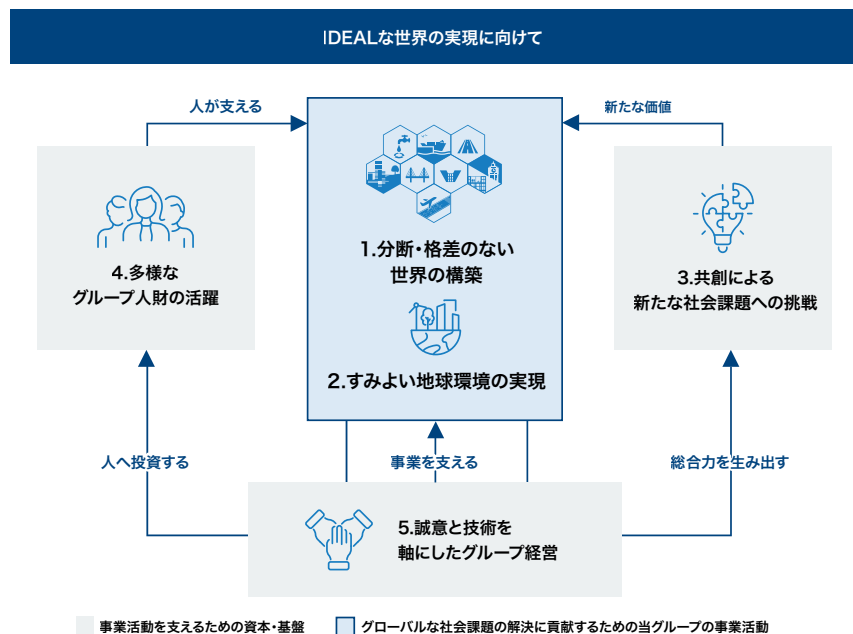 IDEALな世界の実現に向けて
人が支える
新たな価値
1.分断・格差のない
世界の構築
4.多様な
グループ人財の活躍
3.共創による
新たな社会課題への挑戦
2.すみよい地球環境の実現
人へ投資する
事業を支える
総合力を生み出す
5.誠意と技術を
軸にしたグループ経営
事業活動を支えるための資本・基盤
グローバルな社会課題の解決に貢献するための当グループの事業活動